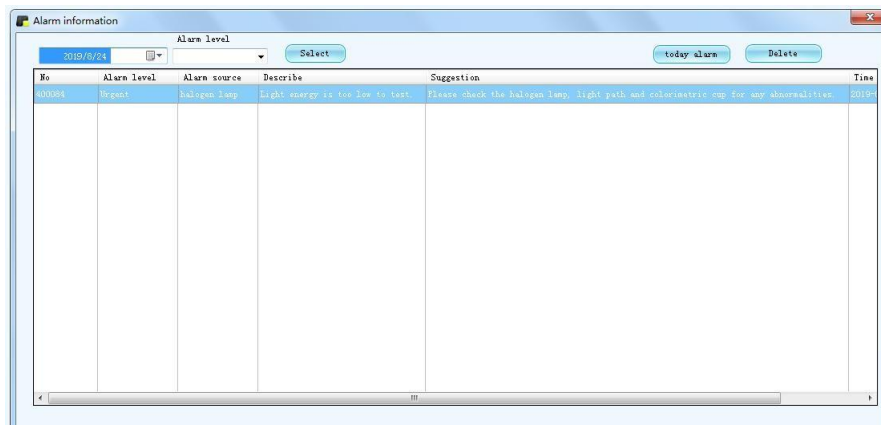 Alarm information
Alarm level
2019/8/24 Select today alarm Delete
No Alarm level Alarm source Describe Suggestion Time
400084 Urgent halogen lamp Light energy is too low to test. Please check the halogen lamp, light path and colorimetric cup for any abnormalities.